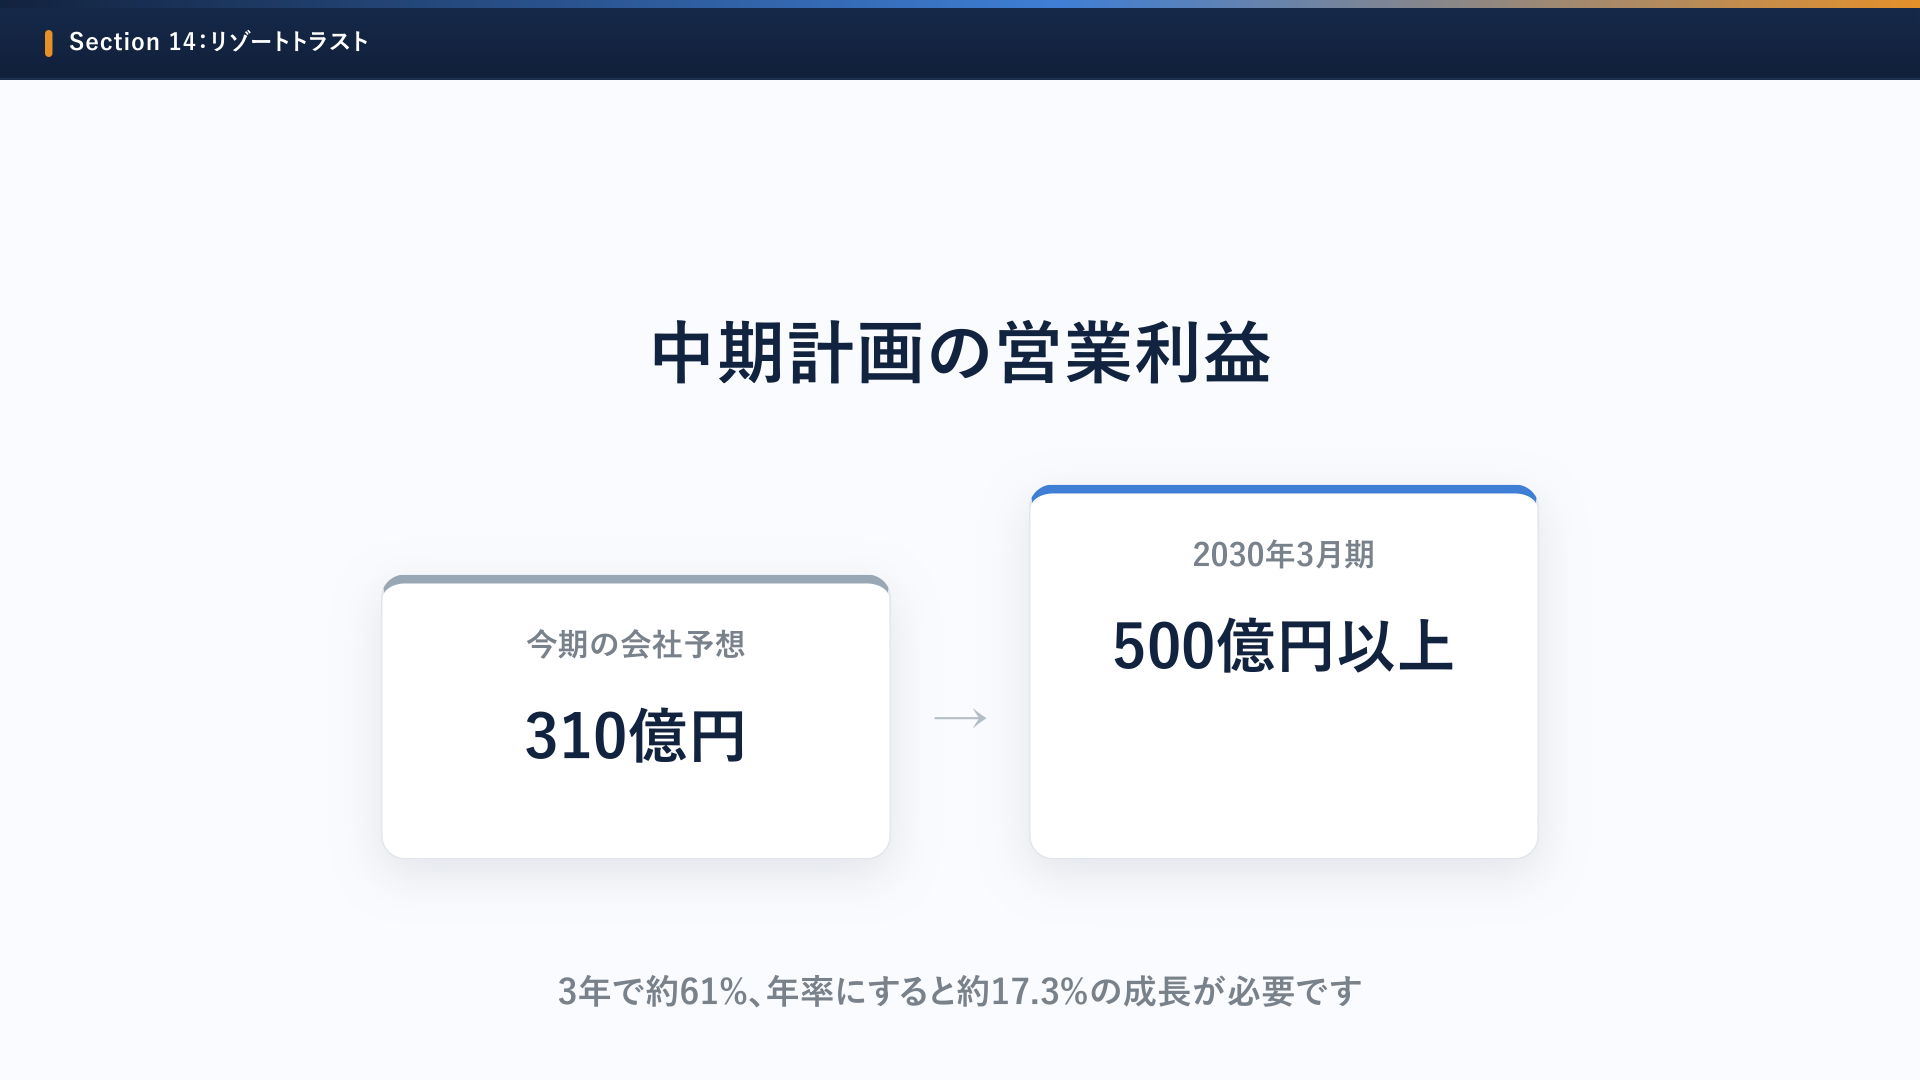 Section 14：リゾートトラスト
中期計画の営業利益
今期の会社予想
310億円
→
2030年3月期
500億円以上
3年で約61%、年率にすると約17.3%の成長が必要です